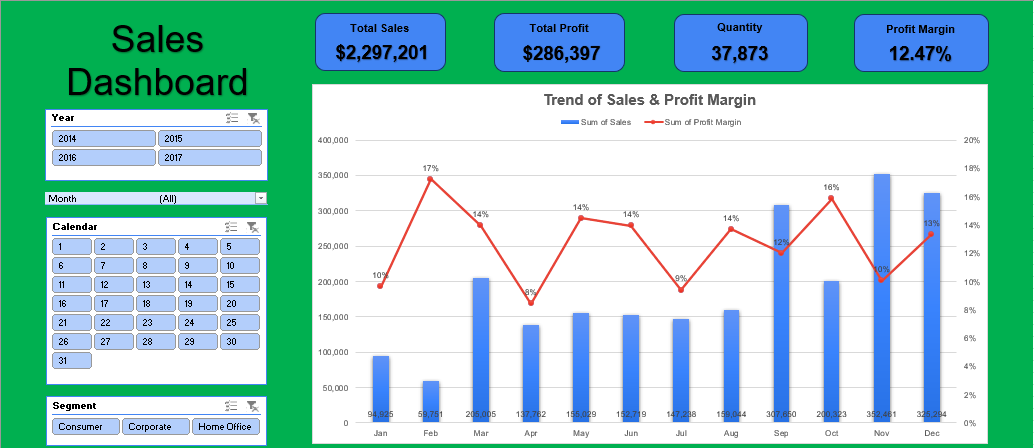 Sales
Dashboard
Total Sales
$2,297,201
Total Profit
$286,397
Quantity
37,873
Profit Margin
12.47%
Year
2014 2015
2016 2017
Month (All)
Calendar
1 2 3 4 5
6 7 8 9 10
11 12 13 14 15
16 17 18 19 20
21 22 23 24 25
26 27 28 29 30
31
Segment
Consumer Corporate Home Office
Trend of Sales & Profit Margin
Sum of Sales Sum of Profit Margin
400,000
350,000
300,000
250,000
200,000
150,000
100,000
50,000
0
20%
18%
16%
14%
12%
10%
8%
6%
4%
2%
0%
10% 17% 14% 8% 14% 14% 9% 14% 12% 16% 10% 13%
94,925 59,751 205,005 137,762 155,029 152,719 147,238 159,044 307,650 200,323 352,461 325,294
Jan Feb Mar Apr May Jun Jul Aug Sep Oct Nov Dec